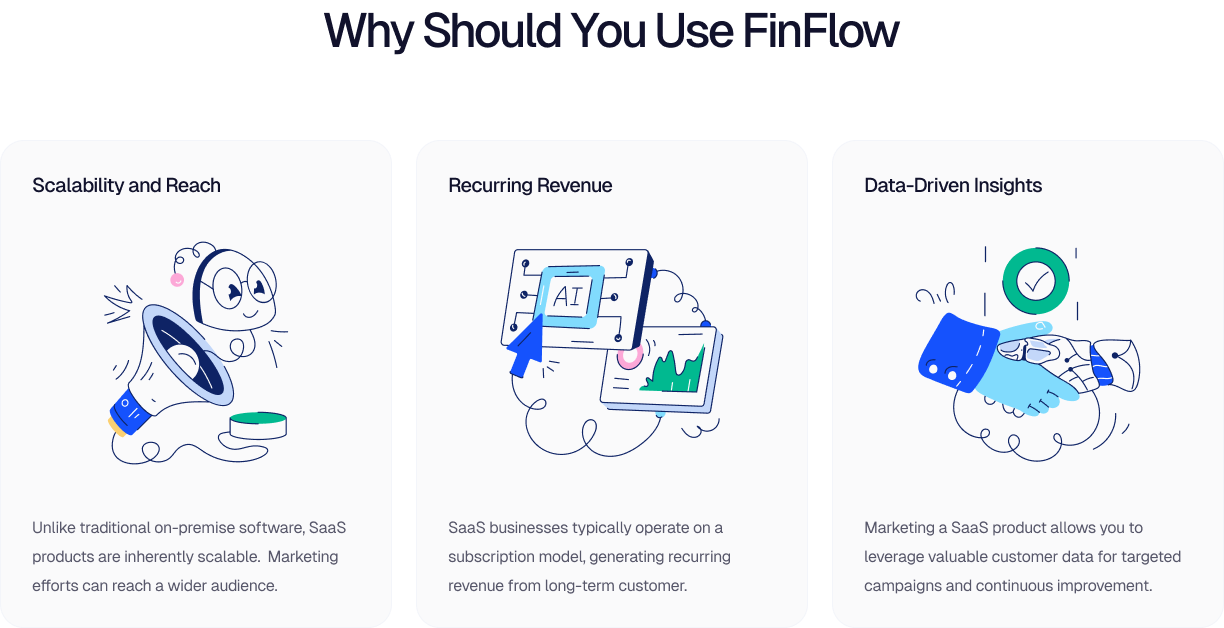 Why Should You Use FinFlow
Scalability and Reach
Unlike traditional on-premise software, SaaS
products are inherently scalable.  Marketing
efforts can reach a wider audience.
Recurring Revenue
AI
SaaS businesses typically operate on a
subscription model, generating recurring
revenue from long-term customer.
Data-Driven Insights
Marketing a SaaS product allows you to
leverage valuable customer data for targeted
campaigns and continuous improvement.